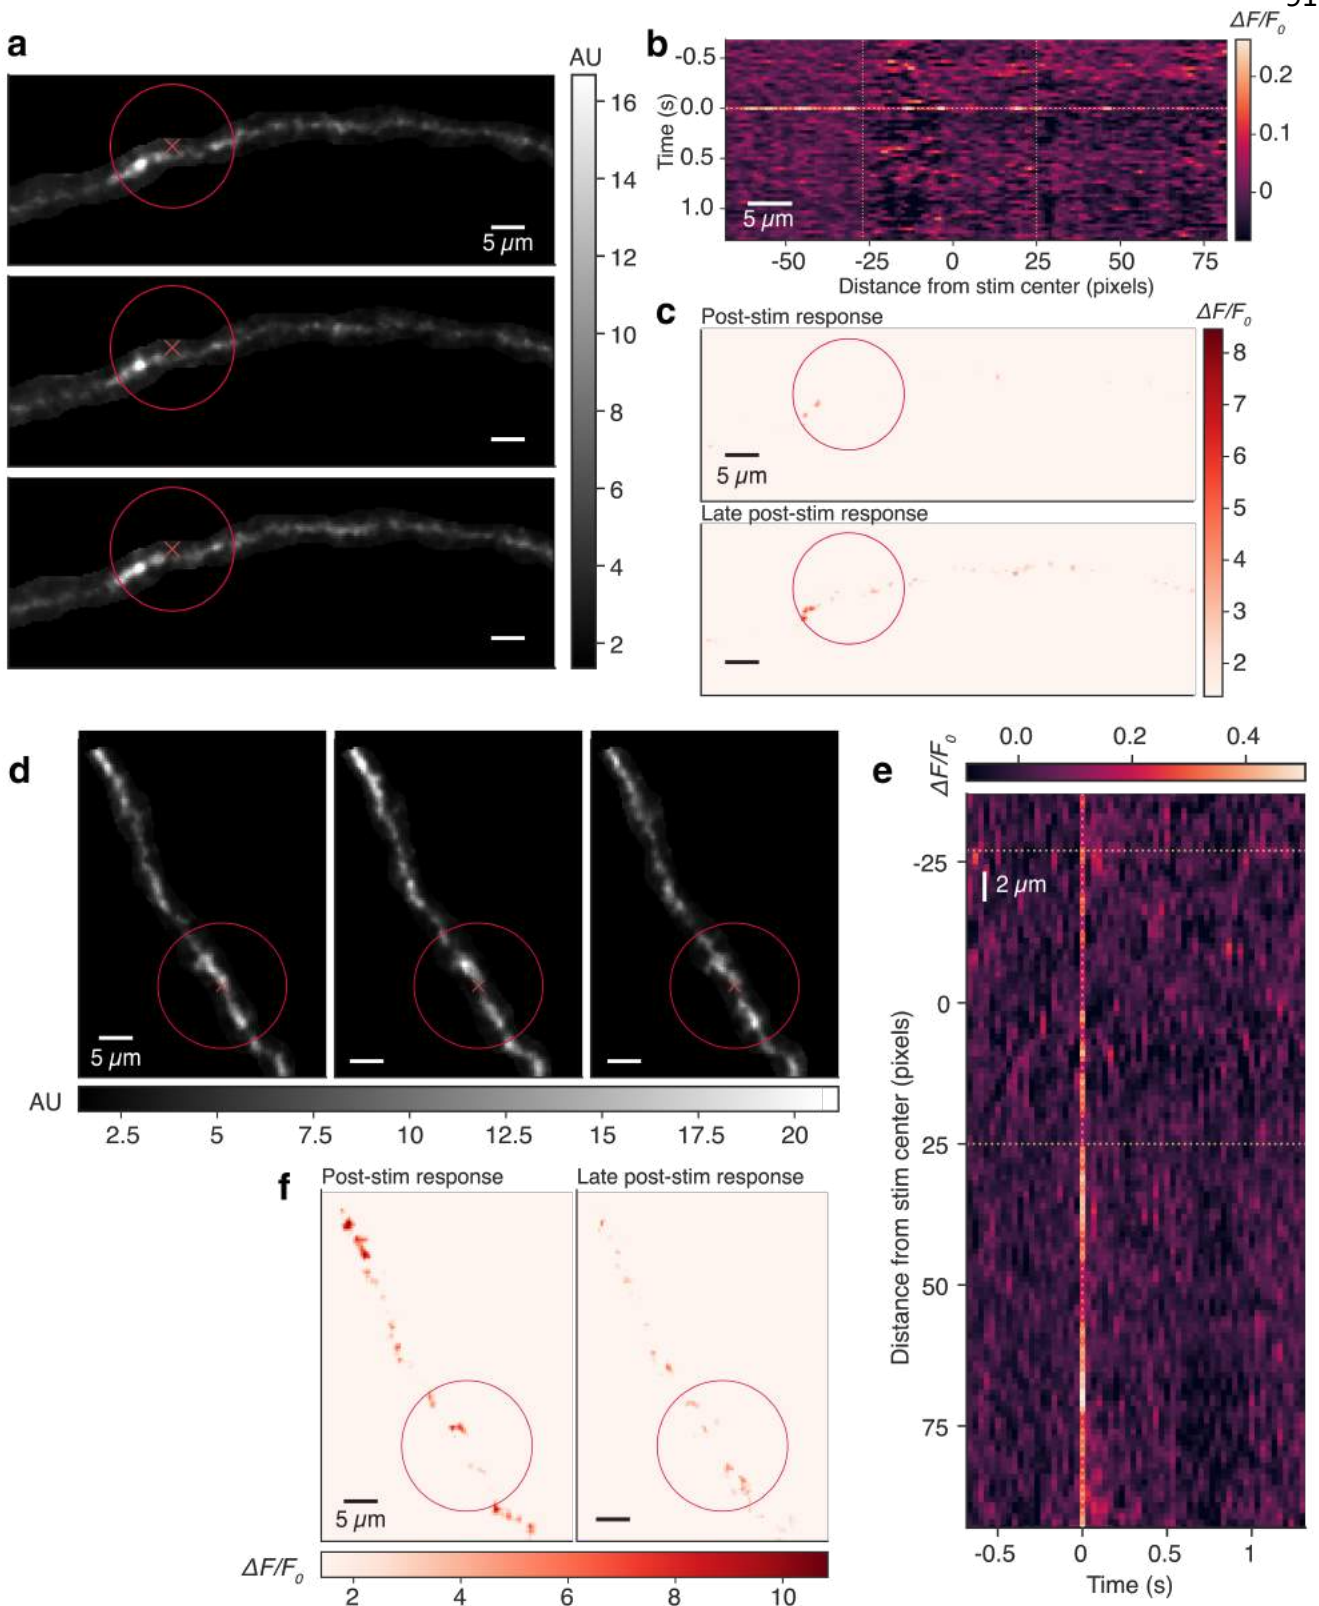 91
a
AU
16
14
12
10
8
6
4
2
5 µm
b
ΔF/F₀
-0.5
0.0
0.5
1.0
Time (s)
5 µm
0.2
0.1
0
-50
-25
0
25
50
75
Distance from stim center (pixels)
c
Post-stim response
ΔF/F₀
5 µm
Late post-stim response
8
7
6
5
4
3
2
d
5 µm
AU
2.5
5
7.5
10
12.5
15
17.5
20
e
ΔF/F₀
0.0
0.2
0.4
-25
0
25
50
75
2 µm
Distance from stim center (pixels)
-0.5
0
0.5
1
Time (s)
f
Post-stim response
Late post-stim response
5 µm
ΔF/F₀
2
4
6
8
10